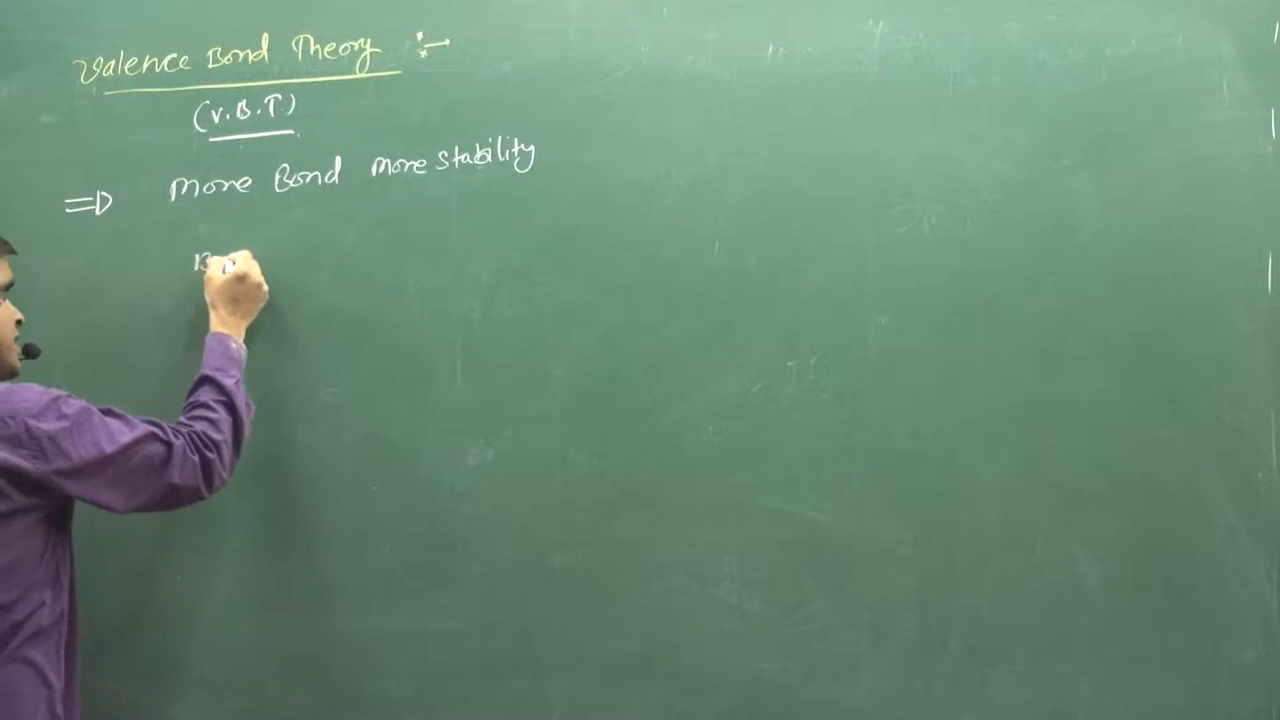 Valence Bond Theory :-
(V.B.T.)
⇒ More Bond More stability